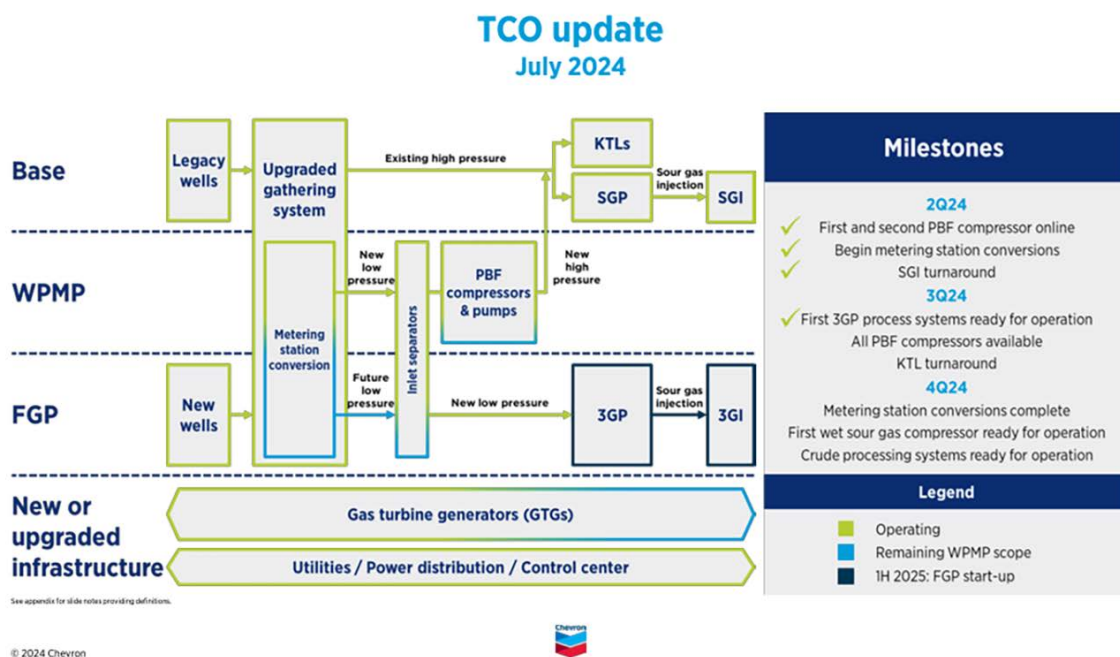 TCO update
July 2024
Base
Legacy
wells
Upgraded
gathering
system
Existing high pressure
KTLs
SGP
Sour gas
injection
SGI
WPMP
Metering
station
conversion
New
low
pressure
Inlet separators
PBF
compressors
& pumps
New
high
pressure
FGP
New
wells
Future
low
pressure
New low pressure
3GP
Sour gas
injection
3GI
New or
upgraded
infrastructure
Gas turbine generators (GTGs)
Utilities / Power distribution / Control center
Milestones
2Q24
First and second PBF compressor online
Begin metering station conversions
SGI turnaround
3Q24
First 3GP process systems ready for operation
All PBF compressors available
KTL turnaround
4Q24
Metering station conversions complete
First wet sour gas compressor ready for operation
Crude processing systems ready for operation
Legend
Operating
Remaining WPMP scope
1H 2025: FGP start-up
See appendix for slide notes providing definitions.
© 2024 Chevron
Chevron